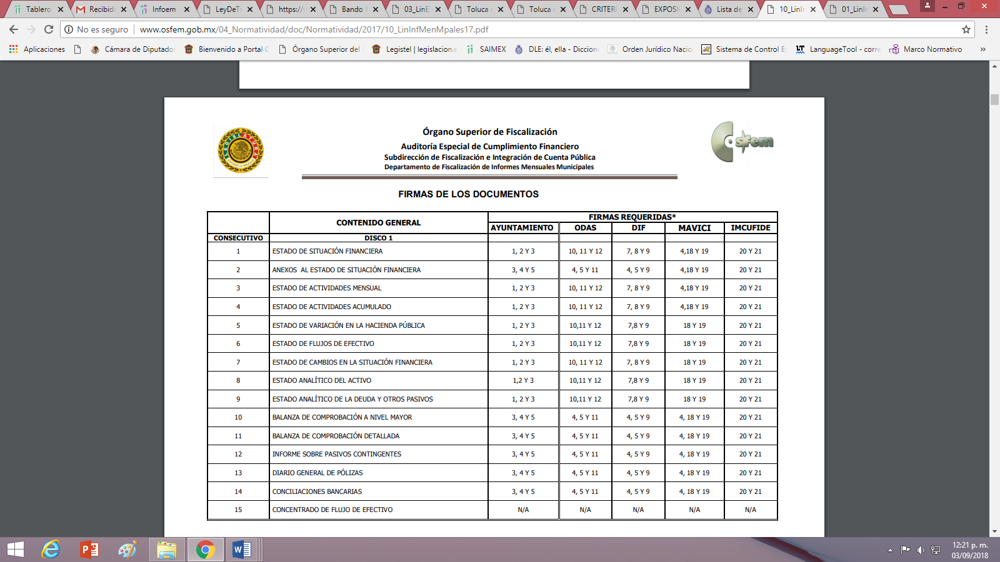 Tablero
Recibido
Infoem
LeyDeTr
https://
Bando
03_LinE
Toluca
Toluca
CRITERI
EXPOSI
Lista de
10_LinI
01_LinI
No es seguro | www.osfem.gob.mx/04_Normatividad/doc/Normatividad/2017/10_LinInfMenMpales17.pdf
Aplicaciones
Cámara de Diputados
Bienvenido a Portal
Órgano Superior del
Legistel | legislacion.e
SAIMEX
DLE: él, ella - Diccion
Orden Jurídico Nacio
Sistema de Control E
LanguageTool - corre
Marco Normativo
»
LEGISLATURA
ESTADO DE MÉXICO
Órgano Superior de Fiscalización
Auditoría Especial de Cumplimiento Financiero
Subdirección de Fiscalización e Integración de Cuenta Pública
Departamento de Fiscalización de Informes Mensuales Municipales
osfem
FIRMAS DE LOS DOCUMENTOS
CONTENIDO GENERAL FIRMAS REQUERIDAS*
AYUNTAMIENTO ODAS DIF MAVICI IMCUFIDE
CONSECUTIVO DISCO 1
1 ESTADO DE SITUACIÓN FINANCIERA 1, 2 Y 3 10, 11 Y 12 7, 8 Y 9 4,18 Y 19 20 Y 21
2 ANEXOS AL ESTADO DE SITUACIÓN FINANCIERA 3, 4 Y 5 4, 5 Y 11 4, 5 Y 9 4,18 Y 19 20 Y 21
3 ESTADO DE ACTIVIDADES MENSUAL 1, 2 Y 3 10, 11 Y 12 7, 8 Y 9 4,18 Y 19 20 Y 21
4 ESTADO DE ACTIVIDADES ACUMULADO 1, 2 Y 3 10, 11 Y 12 7, 8 Y 9 4,18 Y 19 20 Y 21
5 ESTADO DE VARIACIÓN EN LA HACIENDA PÚBLICA 1, 2 Y 3 10,11 Y 12 7,8 Y 9 18 Y 19 20 Y 21
6 ESTADO DE FLUJOS DE EFECTIVO 1, 2 Y 3 10,11 Y 12 7,8 Y 9 18 Y 19 20 Y 21
7 ESTADO DE CAMBIOS EN LA SITUACIÓN FINANCIERA 1, 2 Y 3 10, 11 Y 12 7, 8 Y 9 18 Y 19 20 Y 21
8 ESTADO ANALÍTICO DEL ACTIVO 1,2 Y 3 10,11 Y 12 7,8 Y 9 18 Y 19 20 Y 21
9 ESTADO ANALÍTICO DE LA DEUDA Y OTROS PASIVOS 1, 2 Y 3 10,11 Y 12 7,8 Y 9 18 Y 19 20 Y 21
10 BALANZA DE COMPROBACIÓN A NIVEL MAYOR 3, 4 Y 5 4, 5 Y 11 4, 5 Y 9 4, 18 Y 19 20 Y 21
11 BALANZA DE COMPROBACIÓN DETALLADA 3, 4 Y 5 4, 5 Y 11 4, 5 Y 9 4, 18 Y 19 20 Y 21
12 INFORME SOBRE PASIVOS CONTINGENTES 3, 4 Y 5 4, 5 Y 11 4, 5 Y 9 4, 18 Y 19 20 Y 21
13 DIARIO GENERAL DE PÓLIZAS 3, 4 Y 5 4, 5 Y 11 4, 5 Y 9 4, 18 Y 19 20 Y 21
14 CONCILIACIONES BANCARIAS 3, 4 Y 5 4, 5 Y 11 4, 5 Y 9 4, 18 Y 19 20 Y 21
15 CONCENTRADO DE FLUJO DE EFECTIVO N/A N/A N/A N/A N/A
12:21 p. m.
03/09/2018